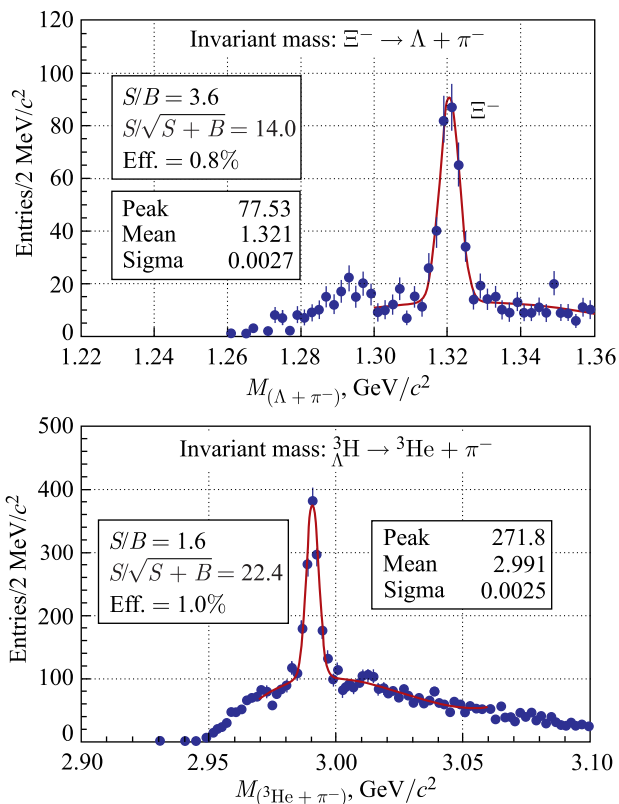 Invariant mass: Ξ⁻ → Λ + π⁻
S/B = 3.6
S/√S + B = 14.0
Eff. = 0.8%
Peak 77.53
Mean 1.321
Sigma 0.0027
Ξ⁻
Entries/2 MeV/c²
100
80
60
40
20
0
1.22 1.24 1.26 1.28 1.30 1.32 1.34 1.36
M(Λ + π⁻), GeV/c²
Invariant mass: ³ΛH → ³He + π⁻
S/B = 1.6
S/√S + B = 22.4
Eff. = 1.0%
Peak 271.8
Mean 2.991
Sigma 0.0025
Entries/2 MeV/c²
500
400
300
200
100
0
2.90 2.95 3.00 3.05 3.10
M(³He + π⁻), GeV/c²